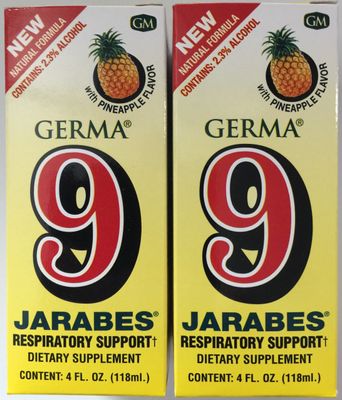 GM
NEW
NATURAL FORMULA
CONTAINS: 2.3% ALCOHOL
with PINEAPPLE FLAVOR
GERMA®
9
JARABES®
RESPIRATORY SUPPORT†
DIETARY SUPPLEMENT
CONTENT: 4 FL. OZ. (118ml.)
GM
NEW
NATURAL FORMULA
CONTAINS: 2.3% ALCOHOL
with PINEAPPLE FLAVOR
GERMA®
9
JARABES®
RESPIRATORY SUPPORT†
DIETARY SUPPLEMENT
CONTENT: 4 FL. OZ. (118ml.)